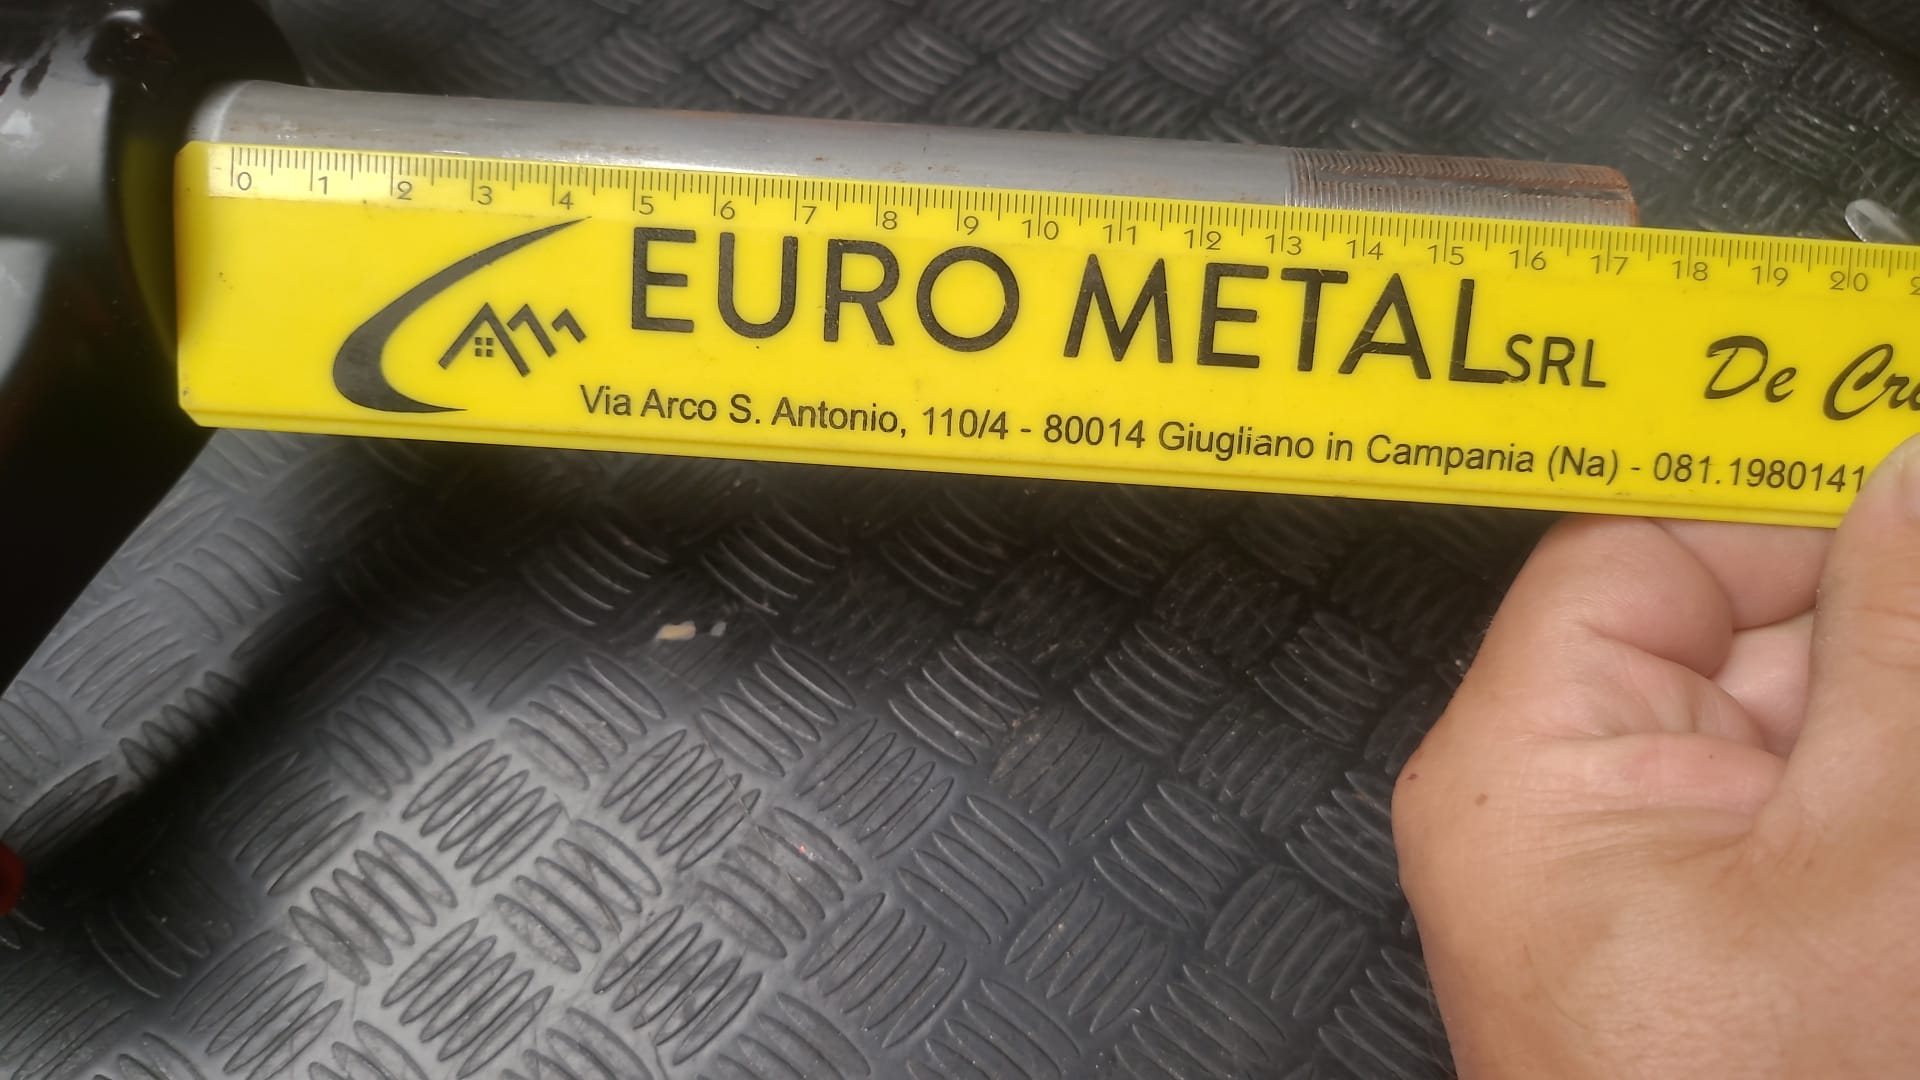 0 1 2 3 4 5 6 7 8 9 10 11 12 13 14 15 16 17 18 19 20
EURO METAL SRL De
Via Arco S. Antonio, 110/4 - 80014 Giugliano in Campania (Na) - 081.1980141